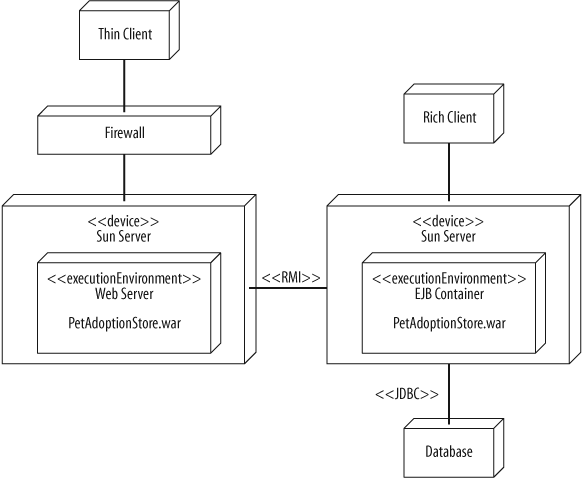 Thin Client
Firewall
Rich Client
<<device>>
Sun Server
<<executionEnvironment>>
Web Server
PetAdoptionStore.war
<<RMI>>
<<device>>
Sun Server
<<executionEnvironment>>
EJB Container
PetAdoptionStore.war
<<JDBC>>
Database